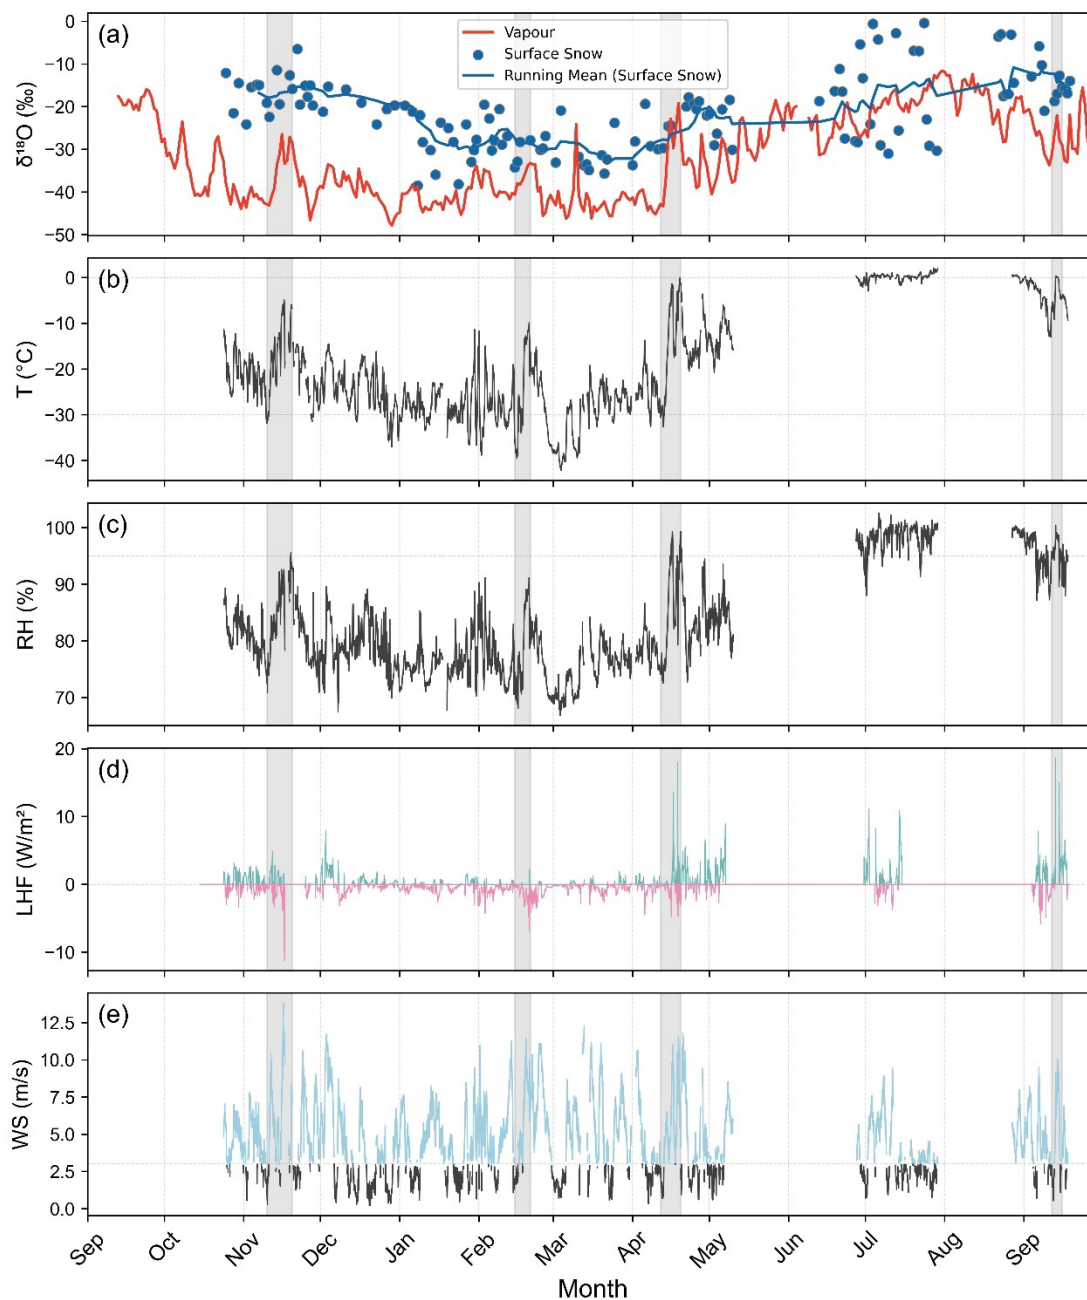 (a)
δ¹⁸O (‰)
0
−10
−20
−30
−40
−50
Vapour
Surface Snow
Running Mean (Surface Snow)
(b)
T (°C)
0
−10
−20
−30
−40
(c)
RH (%)
100
90
80
70
(d)
LHF (W/m²)
20
10
0
−10
(e)
WS (m/s)
12.5
10.0
7.5
5.0
2.5
0.0
Sep Oct Nov Dec Jan Feb Mar Apr May Jun Jul Aug Sep
Month